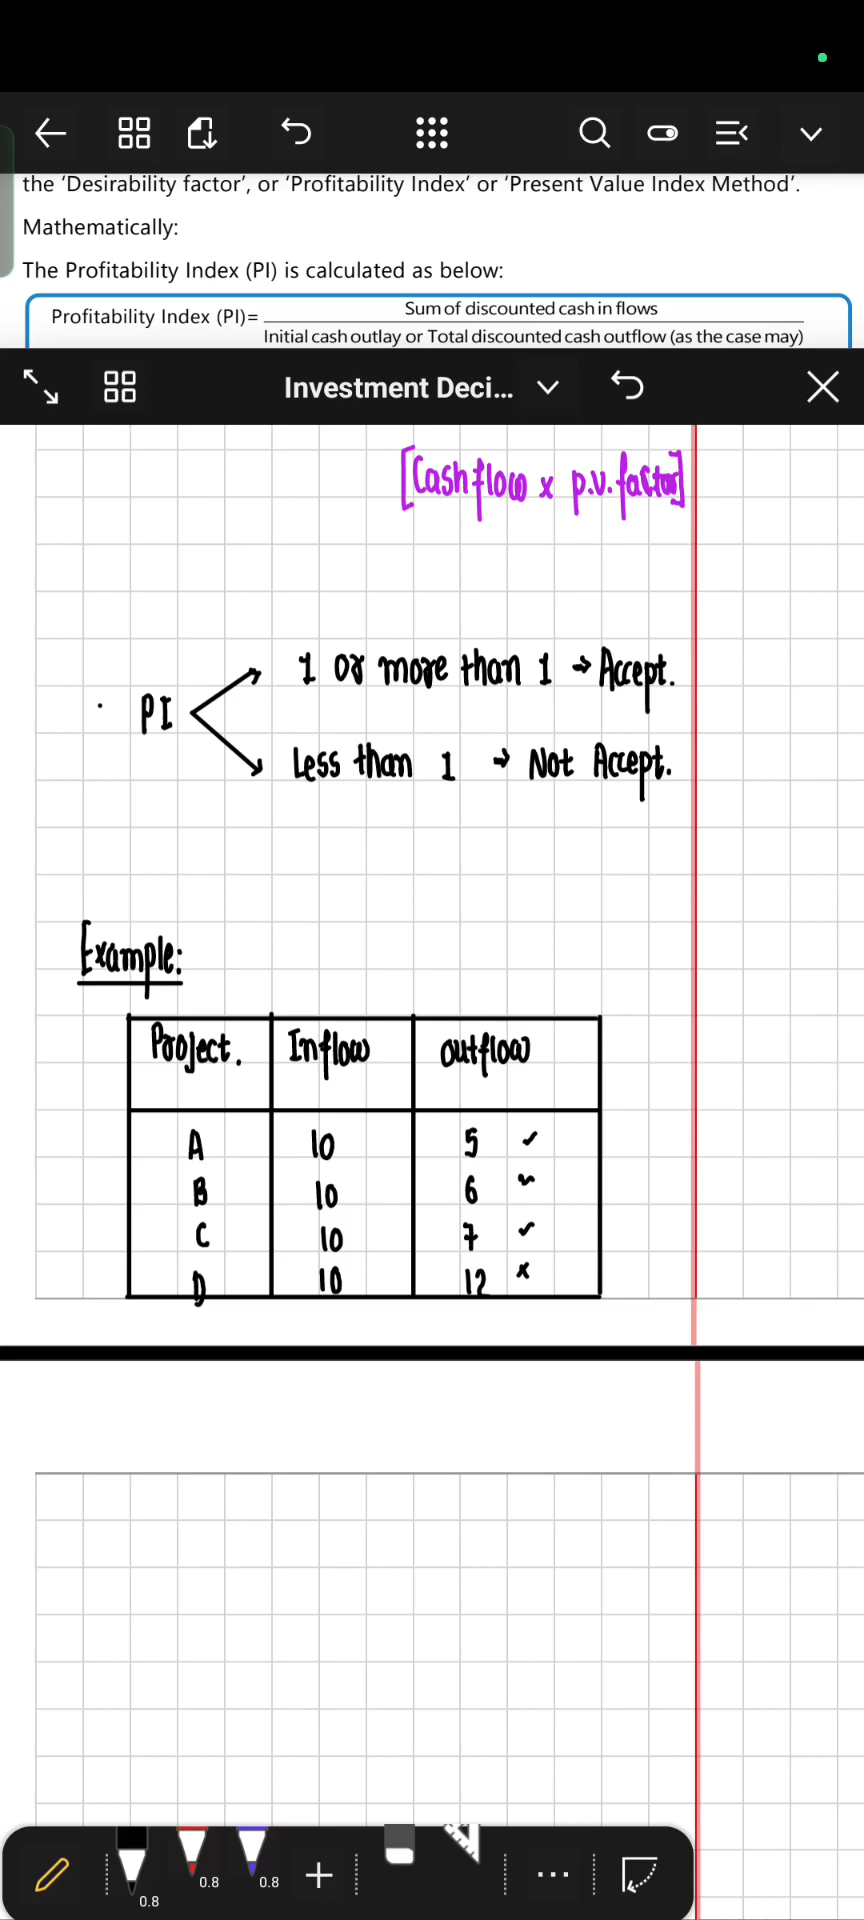 the ‘Desirability factor’, or ‘Profitability Index’ or ‘Present Value Index Method’.
Mathematically:
The Profitability Index (PI) is calculated as below:
Profitability Index (PI)= Sum of discounted cash in flows
Initial cash outlay or Total discounted cash outflow (as the case may)
Investment Deci...
[Cash flow x p.v. factor]
1 or more than 1 → Accept.
PI
Less than 1 → Not Accept.
Example:
Project. Inflow outflow
A 10 5 ✓
B 10 6 ✓
C 10 7 ✓
D 10 12 x
0.8 0.8 0.8